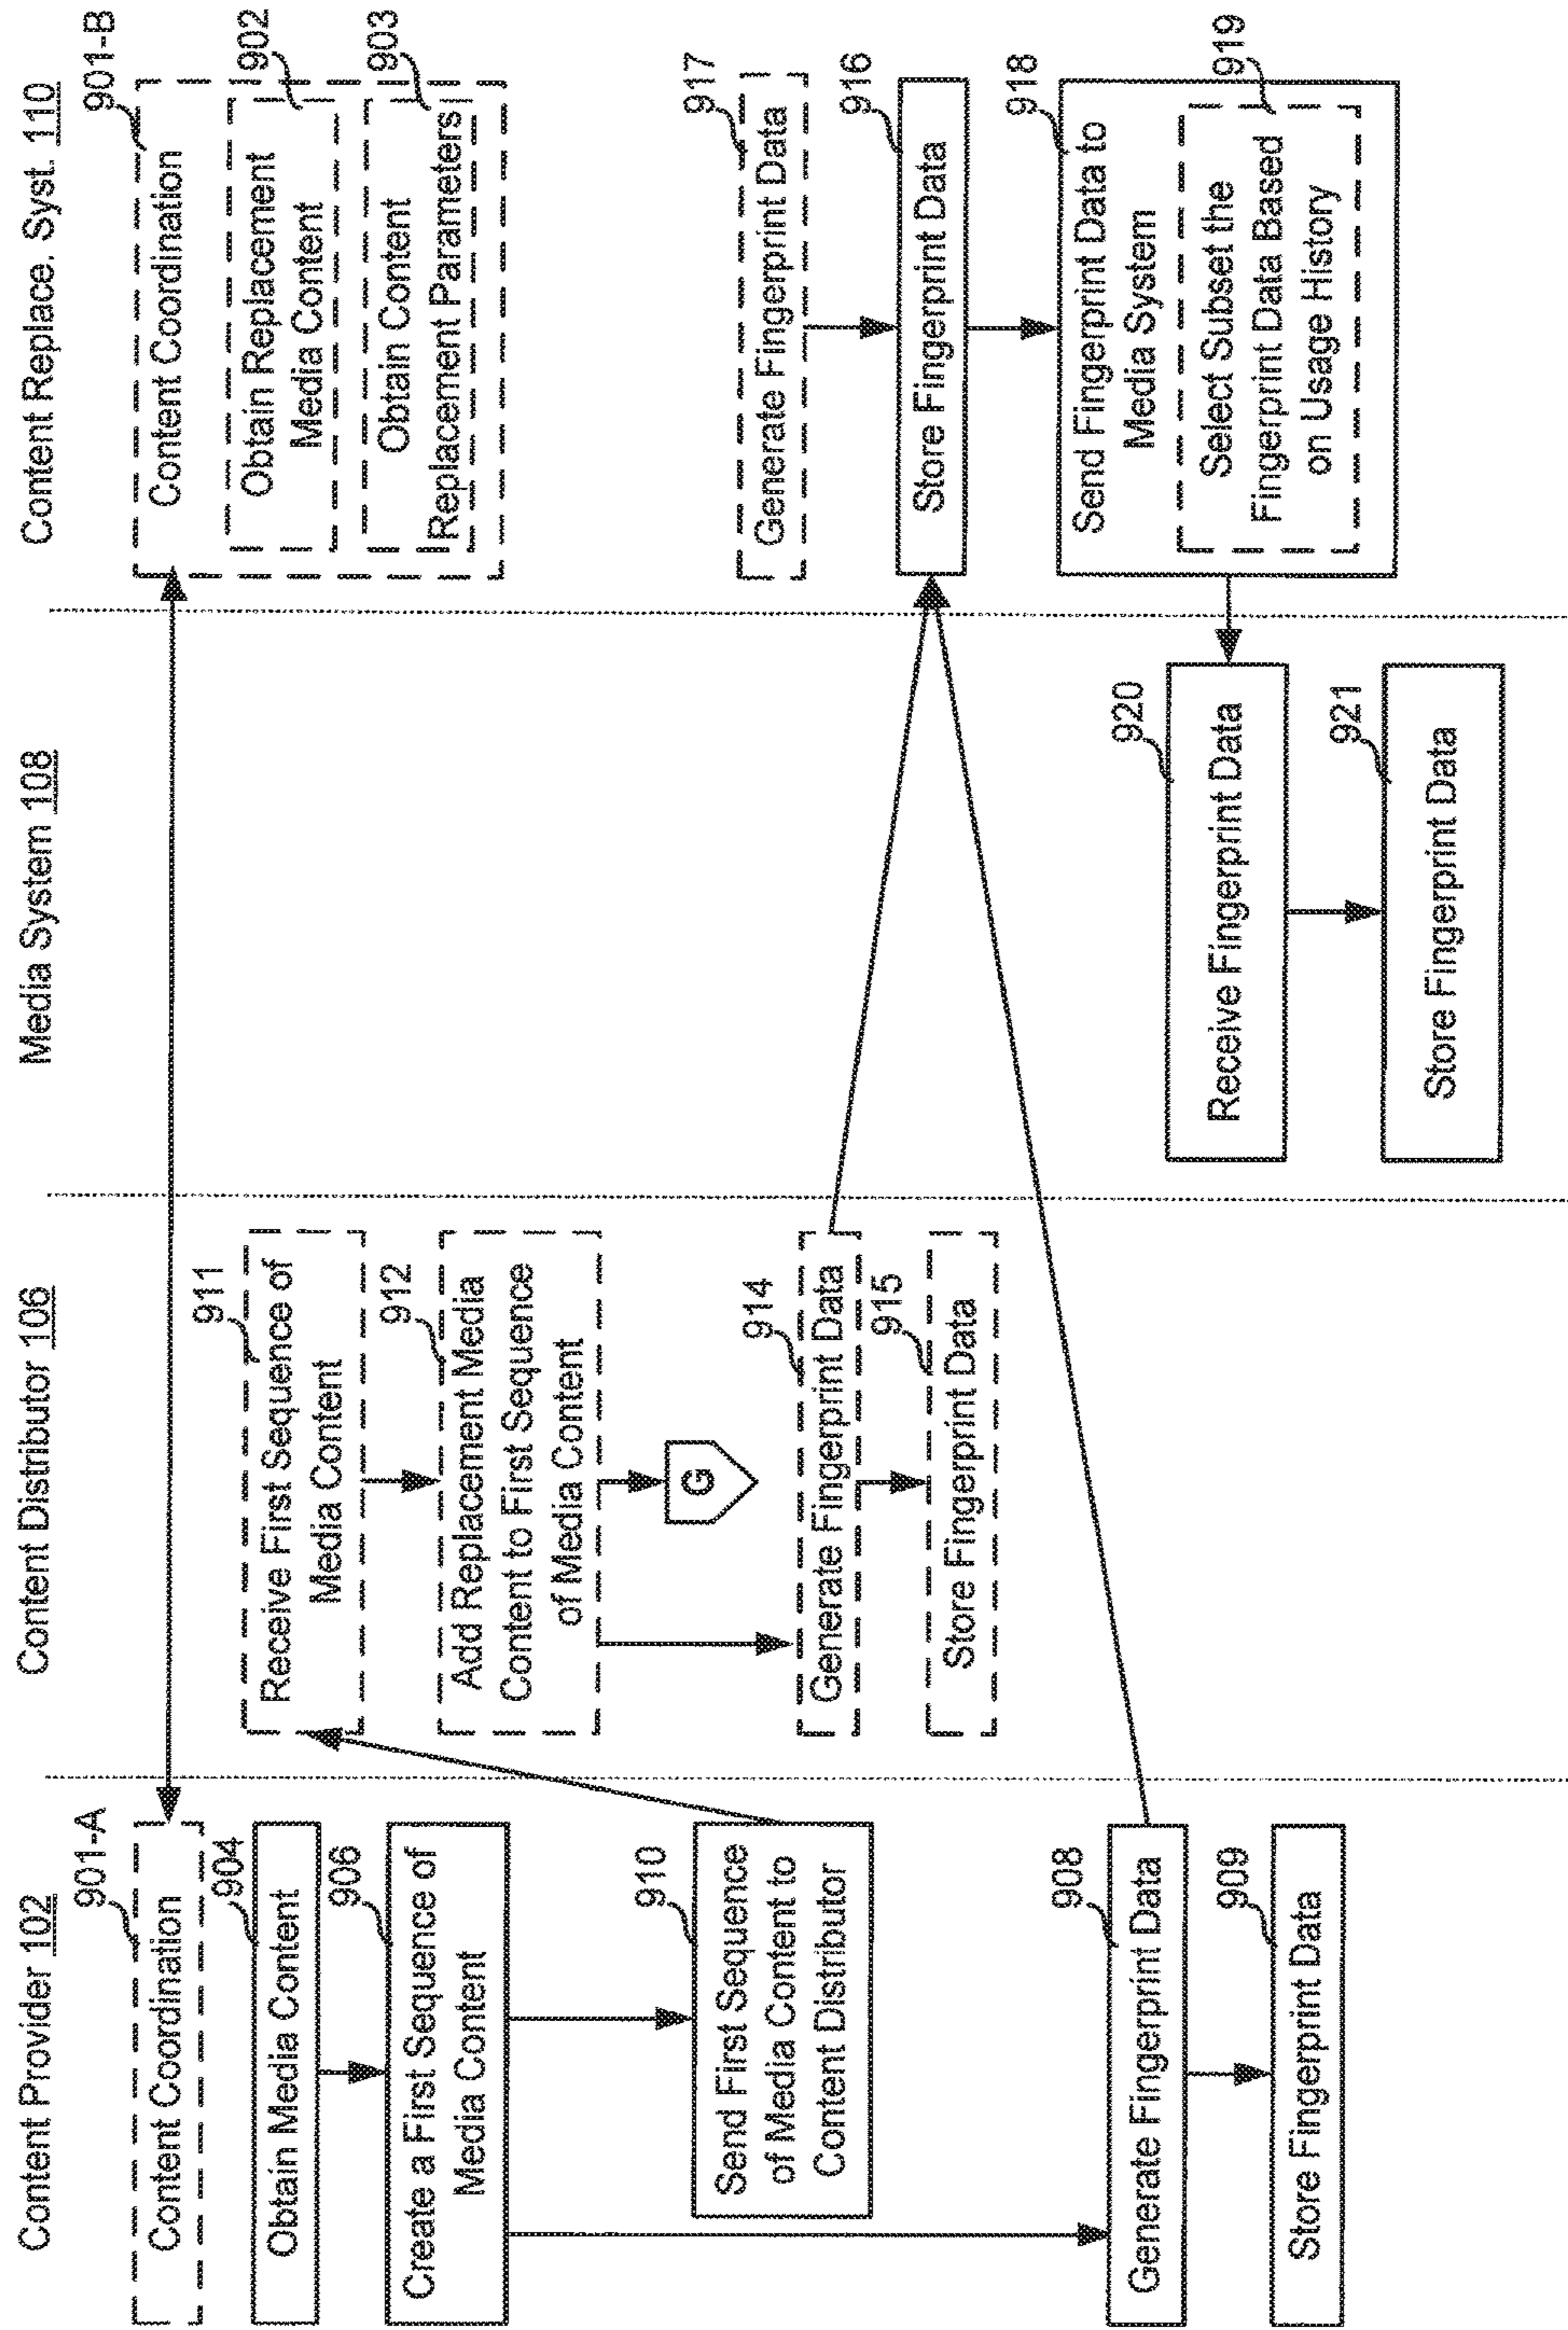 Content Provider 102
901-A
Content Coordination
904
Obtain Media Content
906
Create a First Sequence of
Media Content
910
Send First Sequence
of Media Content to
Content Distributor
908
Generate Fingerprint Data
909
Store Fingerprint Data
Content Distributor 106
911
Receive First Sequence of
Media Content
912
Add Replacement Media
Content to First Sequence
of Media Content
G
914
Generate Fingerprint Data
915
Store Fingerprint Data
Media System 108
920
Receive Fingerprint Data
921
Store Fingerprint Data
Content Replace. Syst. 110
901-B
Content Coordination
902
Obtain Replacement
Media Content
903
Obtain Content
Replacement Parameters
917
Generate Fingerprint Data
916
Store Fingerprint Data
918
Send Fingerprint Data to
Media System
919
Select Subset the
Fingerprint Data Based
on Usage History